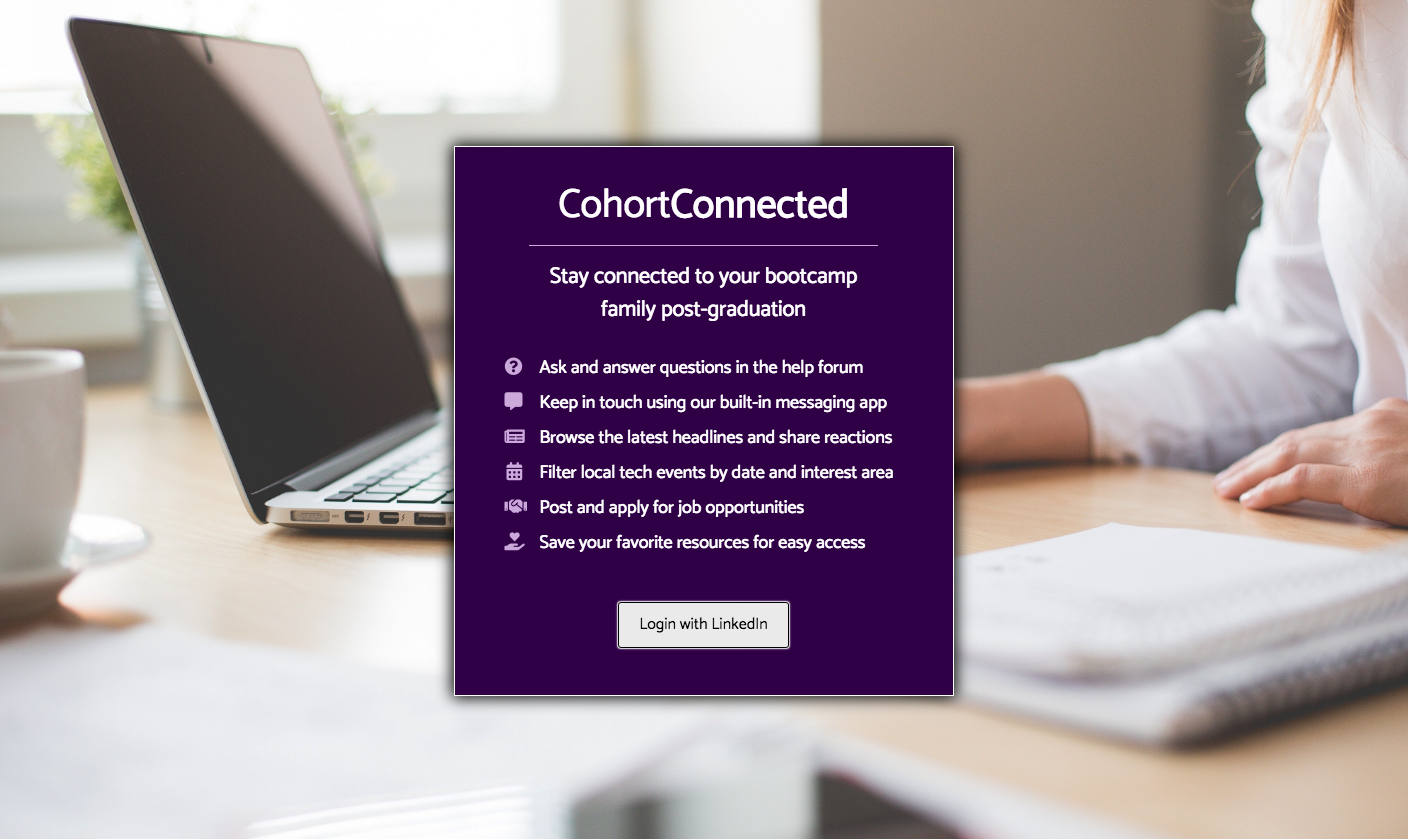 CohortConnected
Stay connected to your bootcamp
family post-graduation
Ask and answer questions in the help forum
Keep in touch using our built-in messaging app
Browse the latest headlines and share reactions
Filter local tech events by date and interest area
Post and apply for job opportunities
Save your favorite resources for easy access
Login with LinkedIn